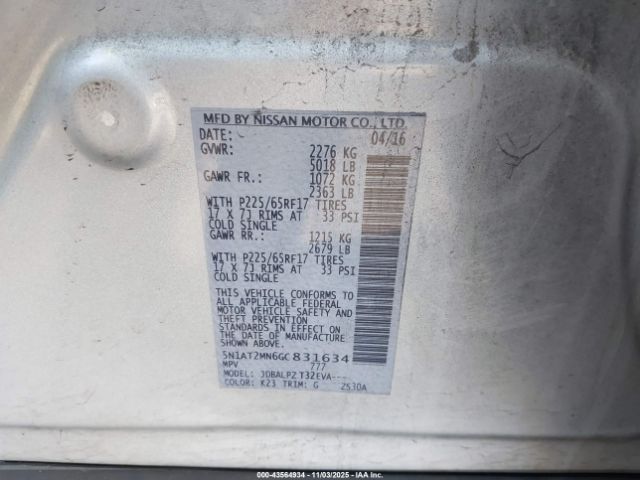 MFD BY NISSAN MOTOR CO., LTD
DATE: 04/16
GVWR: 2276 KG
5018 LB
GAWR FR.: 1072 KG
2363 LB
WITH P225/65RF17 TIRES
17 X 7J RIMS AT 33 PSI
COLD SINGLE
GAWR RR.: 1215 KG
2679 LB
WITH P225/65RF17 TIRES
17 X 7J RIMS AT 33 PSI
COLD SINGLE
THIS VEHICLE CONFORMS TO
ALL APPLICABLE FEDERAL
MOTOR VEHICLE SAFETY AND
THEFT PREVENTION
STANDARDS IN EFFECT ON
THE DATE OF MANUFACTURE
SHOWN ABOVE.
5N1AT2MN6GC831634
MPV 777
MODEL: JDBALPZ T32EVA---
COLOR: K23 TRIM: G 2530A
000-43564934 - 11/03/2025 - IAA Inc.